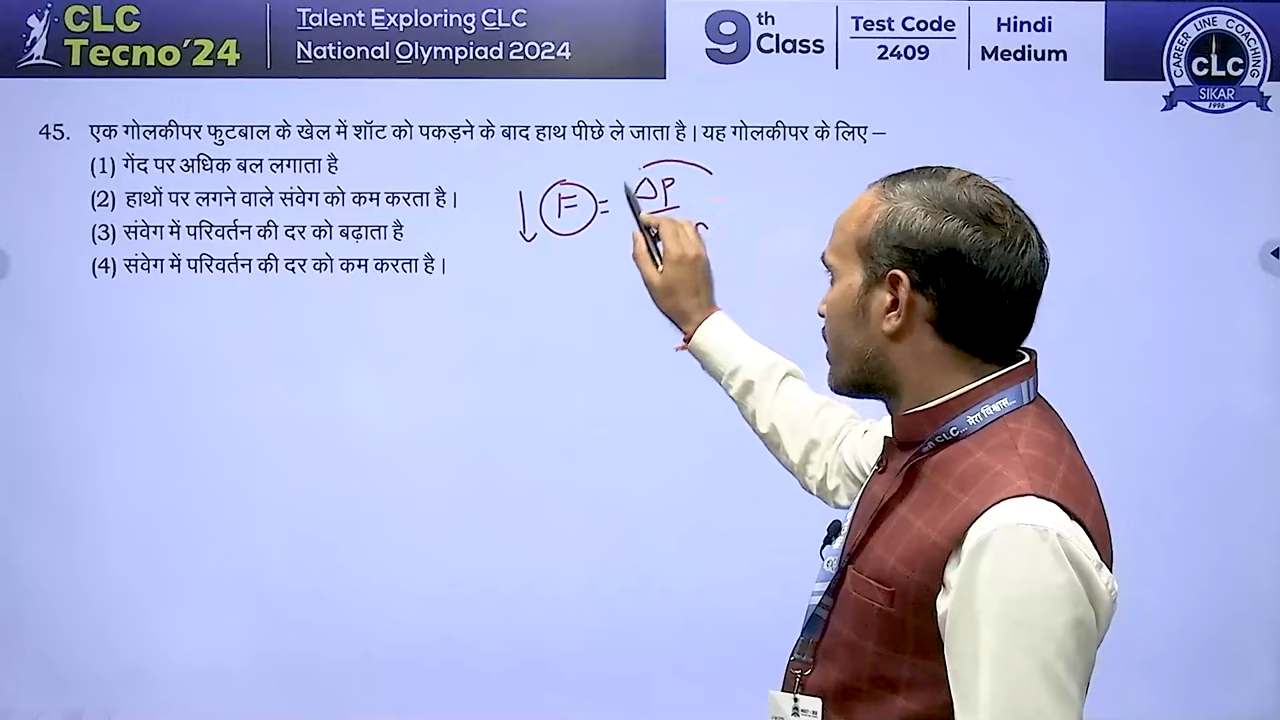 CLC
Tecno'24
Talent Exploring CLC
National Olympiad 2024
9th Class
Test Code
2409
Hindi
Medium
CAREER LINE COACHING
CLC
SIKAR
1996
45. एक गोलकीपर फुटबाल के खेल में शॉट को पकड़ने के बाद हाथ पीछे ले जाता है। यह गोलकीपर के लिए –
(1) गेंद पर अधिक बल लगाता है
(2) हाथों पर लगने वाले संवेग को कम करता है।
(3) संवेग में परिवर्तन की दर को बढ़ाता है
(4) संवेग में परिवर्तन की दर को कम करता है।
↓ F = ΔP
CLC... मेरा विश्वास...